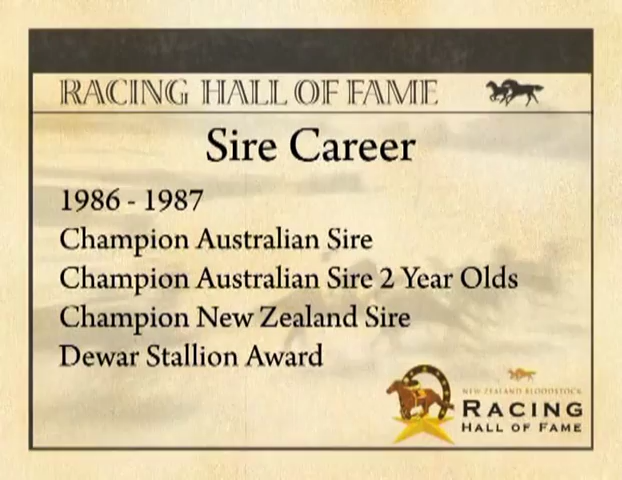 RACING HALL OF FAME
Sire Career
1986 - 1987
Champion Australian Sire
Champion Australian Sire 2 Year Olds
Champion New Zealand Sire
Dewar Stallion Award
NEW ZEALAND BLOODSTOCK
RACING
HALL OF FAME